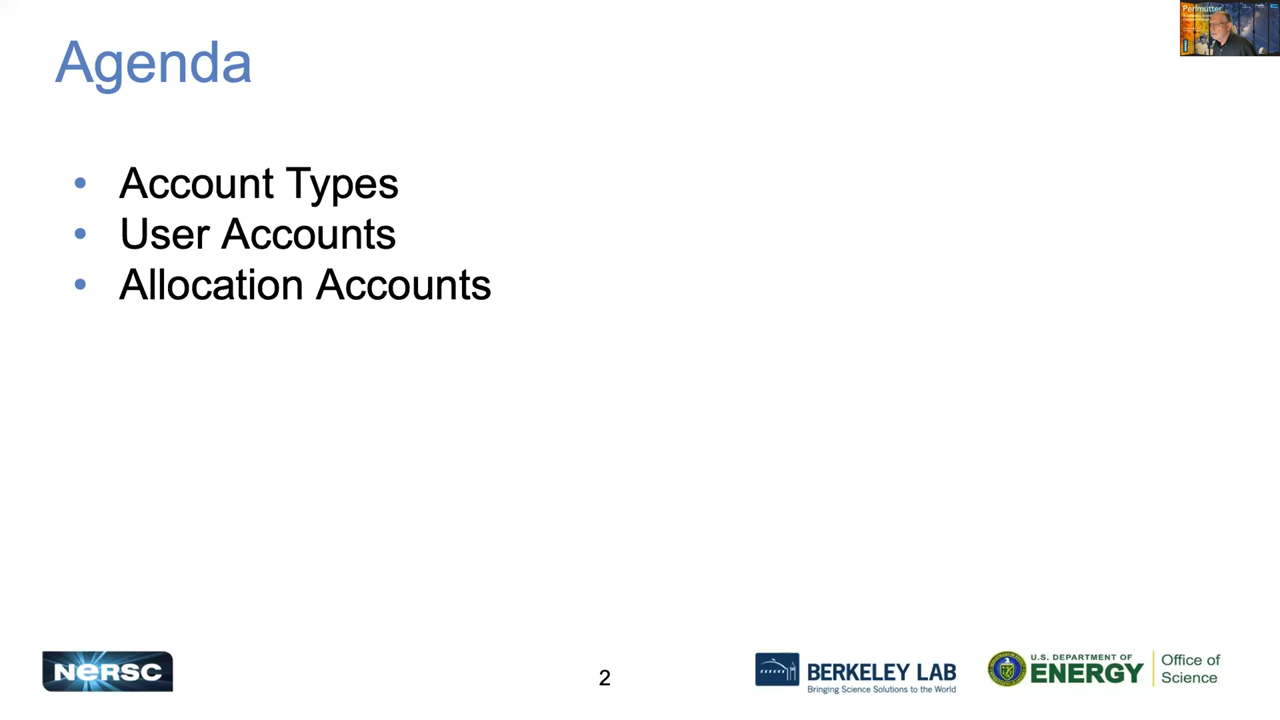 Agenda
Perlmutter
• Account Types
• User Accounts
• Allocation Accounts
NERSC
2
BERKELEY LAB
Bringing Science Solutions to the World
U.S. DEPARTMENT OF
ENERGY
Office of
Science